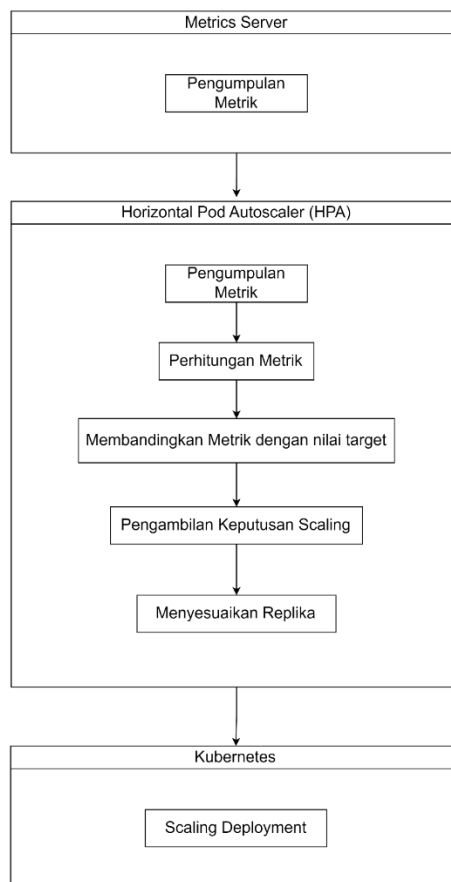 Metrics Server
Pengumpulan
Metrik
Horizontal Pod Autoscaler (HPA)
Pengumpulan
Metrik
Perhitungan Metrik
Membandingkan Metrik dengan nilai target
Pengambilan Keputusan Scaling
Menyesuaikan Replika
Kubernetes
Scaling Deployment